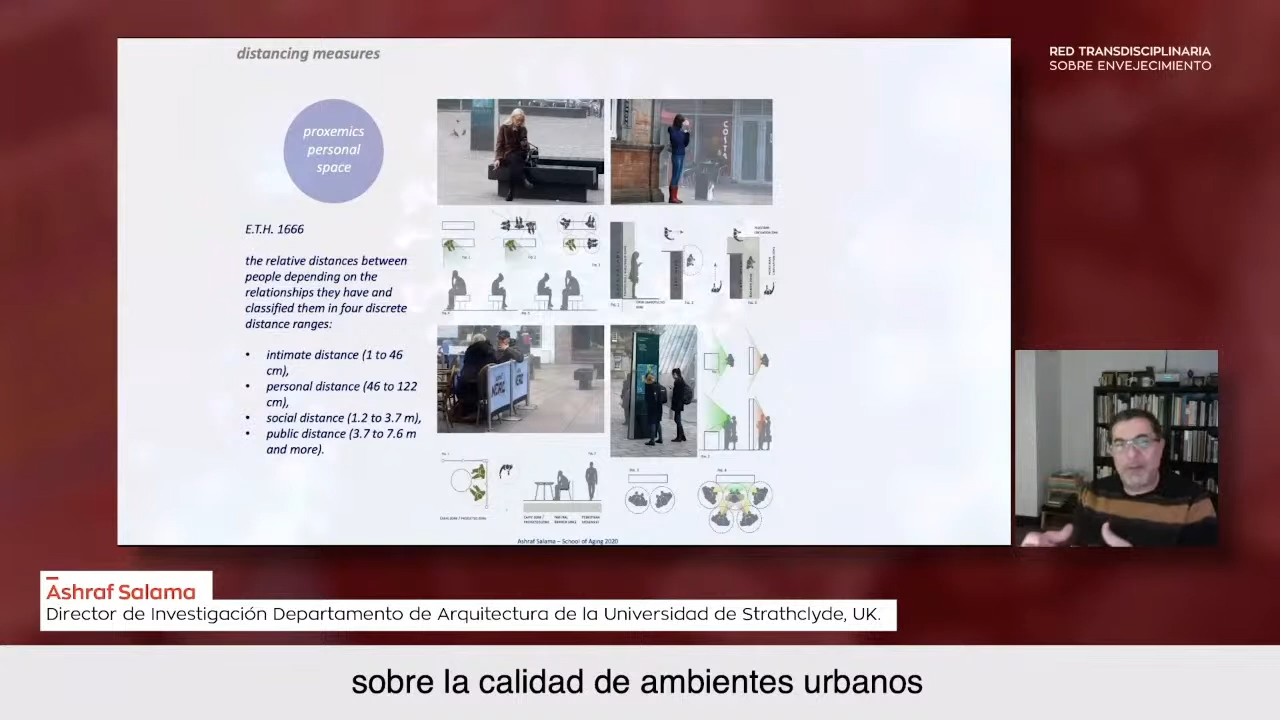 distancing measures
RED TRANSDISCIPLINARIA
SOBRE ENVEJECIMIENTO
proxemics
personal
space
E.T.H. 1666
the relative distances between
people depending on the
relationships they have and
classified them in four discrete
distance ranges:
• intimate distance (1 to 46
cm),
• personal distance (46 to 122
cm),
• social distance (1.2 to 3.7 m),
• public distance (3.7 to 7.6 m
and more).
COSTA
Ashraf Salama – School of Aging 2020
Ashraf Salama
Director de Investigación Departamento de Arquitectura de la Universidad de Strathclyde, UK.
sobre la calidad de ambientes urbanos